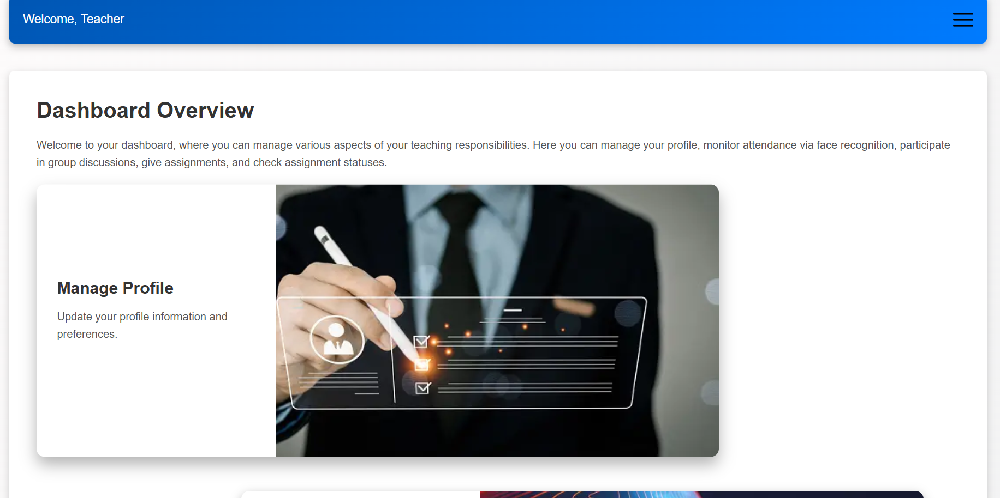 Welcome, Teacher
Dashboard Overview
Welcome to your dashboard, where you can manage various aspects of your teaching responsibilities. Here you can manage your profile, monitor attendance via face recognition, participate
in group discussions, give assignments, and check assignment statuses.
Manage Profile
Update your profile information and
preferences.